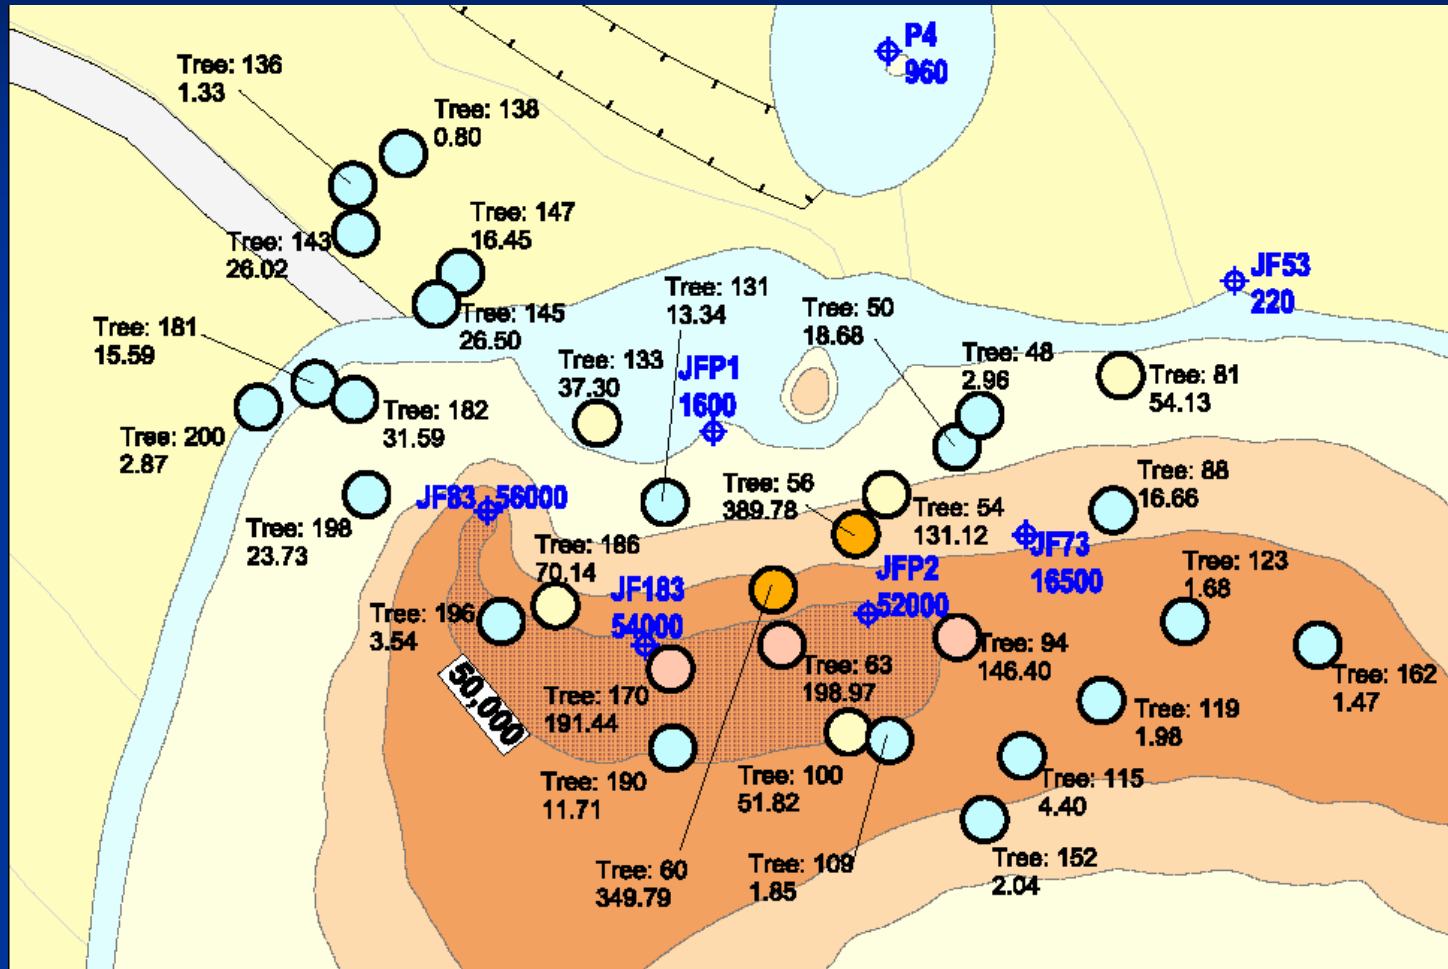 P4
960
Tree: 136
1.33
Tree: 138
0.80
Tree: 147
16.45
Tree: 143
26.02
JF53
220
Tree: 131
13.34
Tree: 50
18.68
Tree: 145
26.50
Tree: 181
15.59
Tree: 133
37.30
JFP1
1600
Tree: 48
2.96
Tree: 81
54.13
Tree: 182
31.59
Tree: 200
2.87
Tree: 88
16.66
Tree: 56
389.78
JF83 56000
Tree: 54
131.12
Tree: 198
23.73
Tree: 186
70.14
JF73
16500
Tree: 123
1.68
JFP2
52000
JF183
54000
Tree: 196
3.54
Tree: 94
146.40
Tree: 63
198.97
Tree: 162
1.47
50,000
Tree: 170
191.44
Tree: 119
1.98
Tree: 190
11.71
Tree: 100
51.82
Tree: 115
4.40
Tree: 60
349.79
Tree: 109
1.85
Tree: 152
2.04